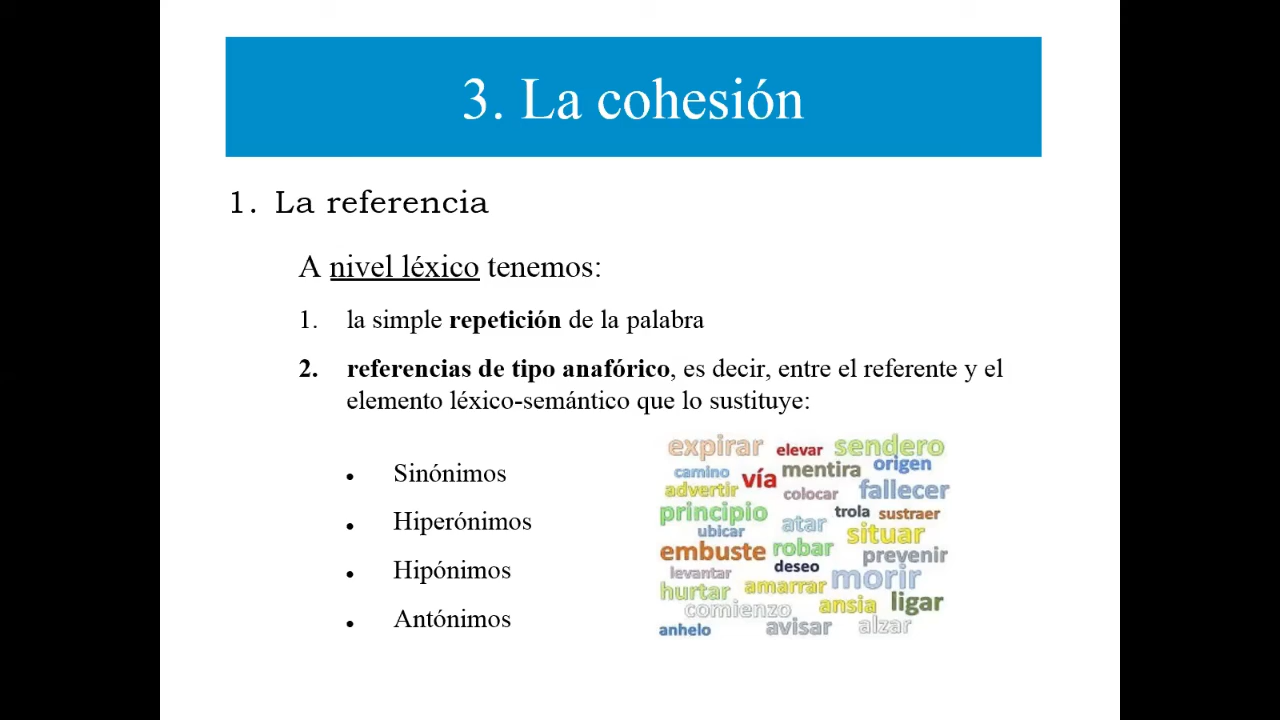 3. La cohesión
1. La referencia
A nivel léxico tenemos:
1. la simple repetición de la palabra
2. referencias de tipo anafórico, es decir, entre el referente y el
elemento léxico-semántico que lo sustituye:
• Sinónimos
• Hiperónimos
• Hipónimos
• Antónimos
expirar elevar sendero
camino vía mentira origen
advertir colocar fallecer
principio atar trola sustraer
ubicar situar
embuste robar prevenir
levantar deseo morir
hurtar amarrar
comienzo ansia ligar
anhelo avisar alzar